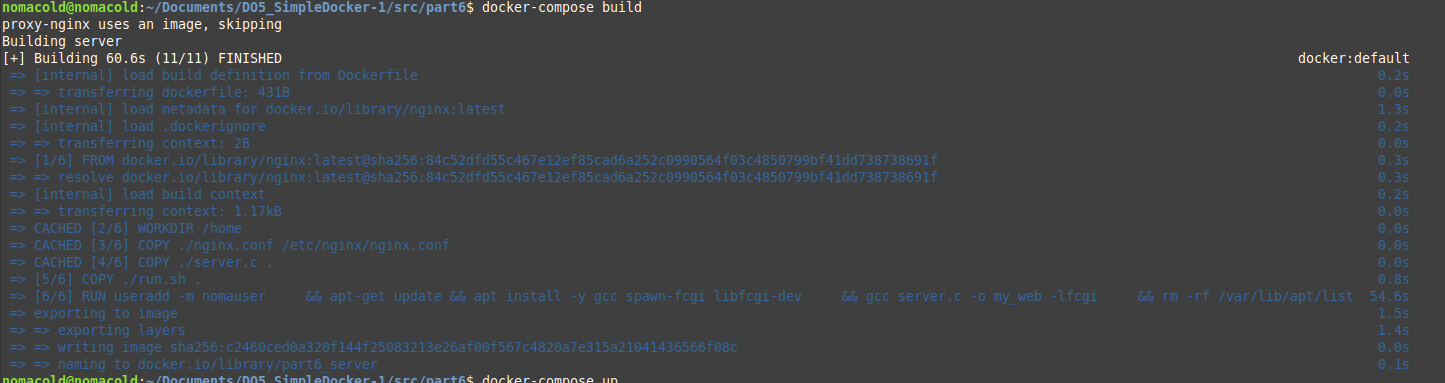 nomacold@nomacold:~/Documents/DO5_SimpleDocker-1/src/part6$ docker-compose build
proxy-nginx uses an image, skipping
Building server
[+] Building 60.6s (11/11) FINISHED docker:default
=> [internal] load build definition from Dockerfile 0.2s
=> => transferring dockerfile: 431B 0.0s
=> [internal] load metadata for docker.io/library/nginx:latest 1.3s
=> [internal] load .dockerignore 0.2s
=> => transferring context: 2B 0.0s
=> [1/6] FROM docker.io/library/nginx:latest@sha256:84c52dfd55c467e12ef85cad6a252c0990564f03c4850799bf41dd738738691f 0.3s
=> => resolve docker.io/library/nginx:latest@sha256:84c52dfd55c467e12ef85cad6a252c0990564f03c4850799bf41dd738738691f 0.3s
=> [internal] load build context 0.2s
=> => transferring context: 1.17kB 0.0s
=> CACHED [2/6] WORKDIR /home 0.0s
=> CACHED [3/6] COPY ./nginx.conf /etc/nginx/nginx.conf 0.0s
=> CACHED [4/6] COPY ./server.c . 0.0s
=> [5/6] COPY ./run.sh . 0.8s
=> [6/6] RUN useradd -m nomauser && apt-get update && apt install -y gcc spawn-fcgi libfcgi-dev && gcc server.c -o my_web -lfcgi && rm -rf /var/lib/apt/list 54.6s
=> exporting to image 1.5s
=> => exporting layers 1.4s
=> => writing image sha256:c2460ced0a320f144f25083213e26af00f567c4820a7e315a21041436566f08c 0.0s
=> => naming to docker.io/library/part6_server 0.1s
nomacold@nomacold:~/Documents/DO5_SimpleDocker-1/src/part6$ docker-compose up